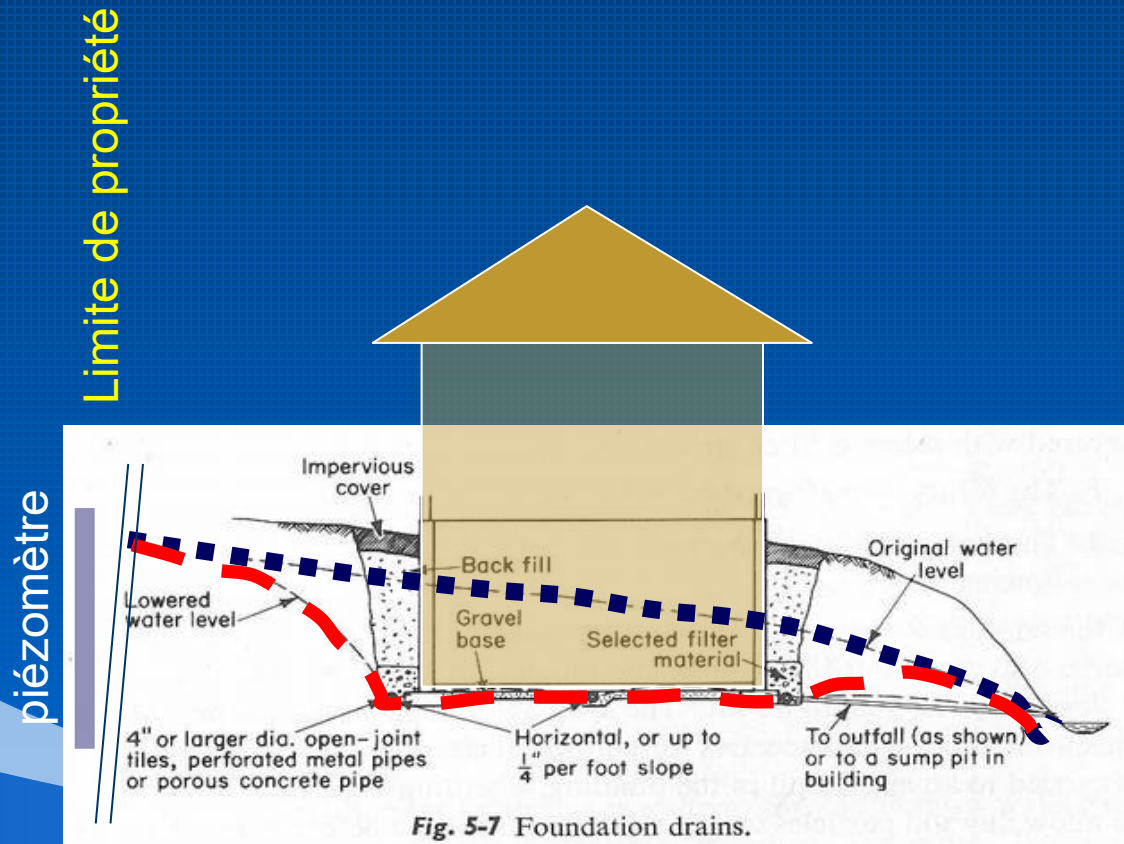 Limite de propriété
piézomètre
Impervious
cover
Back fill
Original water
level
Lowered
water level
Gravel
base
Selected filter
material
4" or larger dia. open-joint
tiles, perforated metal pipes
or porous concrete pipe
Horizontal, or up to
1/4" per foot slope
To outfall (as shown)
or to a sump pit in
building
Fig. 5-7 Foundation drains.